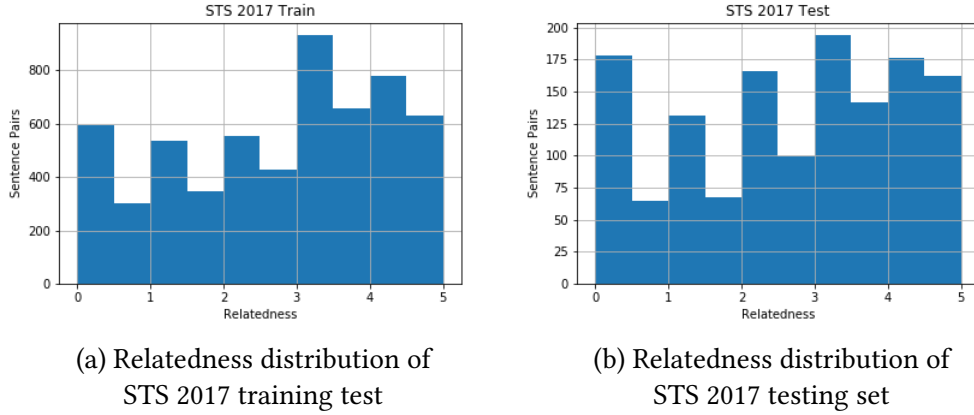 STS 2017 Train
800
600
400
200
0
Sentence Pairs
0 1 2 3 4 5
Relatedness
(a) Relatedness distribution of
STS 2017 training test
STS 2017 Test
200
175
150
125
100
75
50
25
0
Sentence Pairs
0 1 2 3 4 5
Relatedness
(b) Relatedness distribution of
STS 2017 testing set